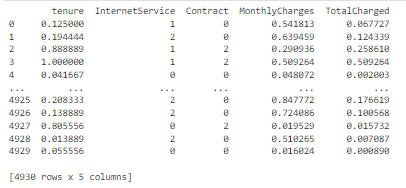 tenure InternetService Contract MonthlyCharges TotalCharged
0 0.125000 1 0 0.541813 0.067727
1 0.194444 2 0 0.639459 0.124339
2 0.888889 1 2 0.290936 0.258610
3 1.000000 1 2 0.509264 0.509264
4 0.041667 0 0 0.048072 0.002003
... ... ... ... ... ...
4925 0.208333 2 0 0.847772 0.176619
4926 0.138889 2 0 0.724086 0.100568
4927 0.805556 0 2 0.019529 0.015732
4928 0.013889 2 0 0.510265 0.007087
4929 0.055556 0 0 0.016024 0.000890
[4930 rows x 5 columns]